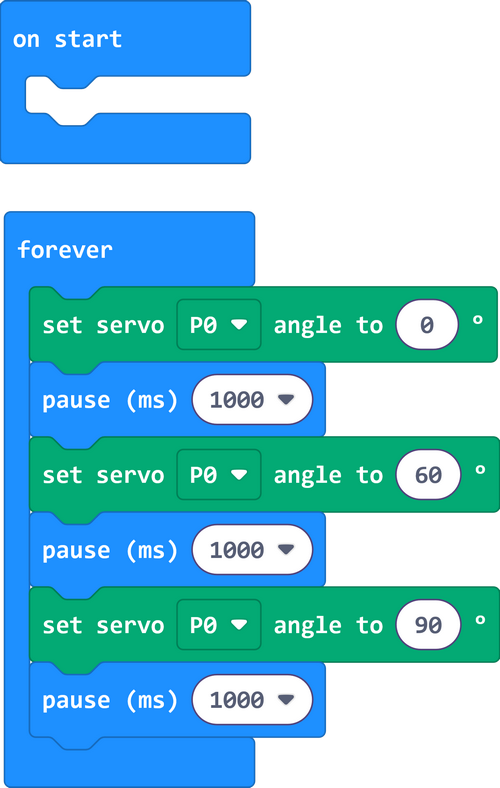 on start
forever
set servo P0 angle to 0 °
pause (ms) 1000
set servo P0 angle to 60 °
pause (ms) 1000
set servo P0 angle to 90 °
pause (ms) 1000